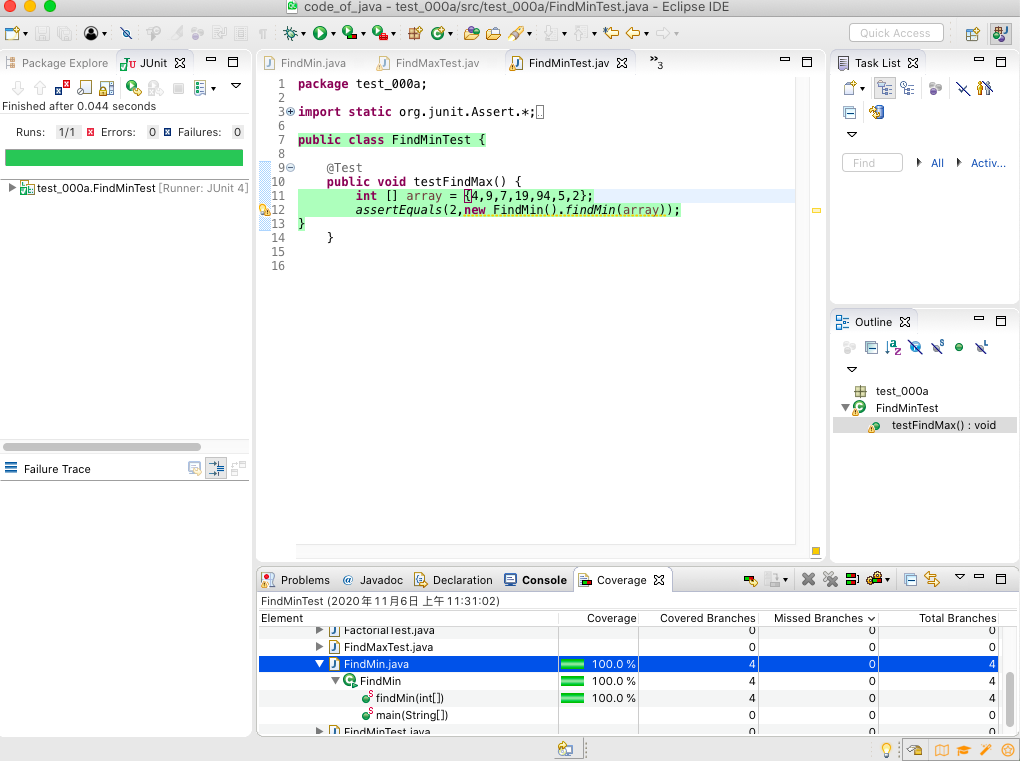 code_of_java - test_000a/src/test_000a/FindMinTest.java - Eclipse IDE
Quick Access
Package Explore
JUnit
Finished after 0.044 seconds
Runs: 1/1 Errors: 0 Failures: 0
test_000a.FindMinTest [Runner: JUnit 4]
Failure Trace
FindMin.java
FindMaxTest.jav
FindMinTest.jav
»3
1 package test_000a;
2
3 import static org.junit.Assert.*;
6
7 public class FindMinTest {
8
9 @Test
10 public void testFindMax() {
11 int [] array = {4,9,7,19,94,5,2};
12 assertEquals(2,new FindMin().findMin(array));
13 }
14 }
15
16
Task List
Find
All
Activ...
Outline
test_000a
FindMinTest
testFindMax() : void
Problems @ Javadoc Declaration Console Coverage
FindMinTest (2020年11月6日 上午11:31:02)
Element Coverage Covered Branches Missed Branches Total Branches
FactorialTest.java 0 0 0
FindMaxTest.java 0 0 0
FindMin.java 100.0 % 4 0 4
FindMin 100.0 % 4 0 4
findMin(int[]) 100.0 % 4 0 4
main(String[]) 0 0 0
FindMinTest.java 0 0 0